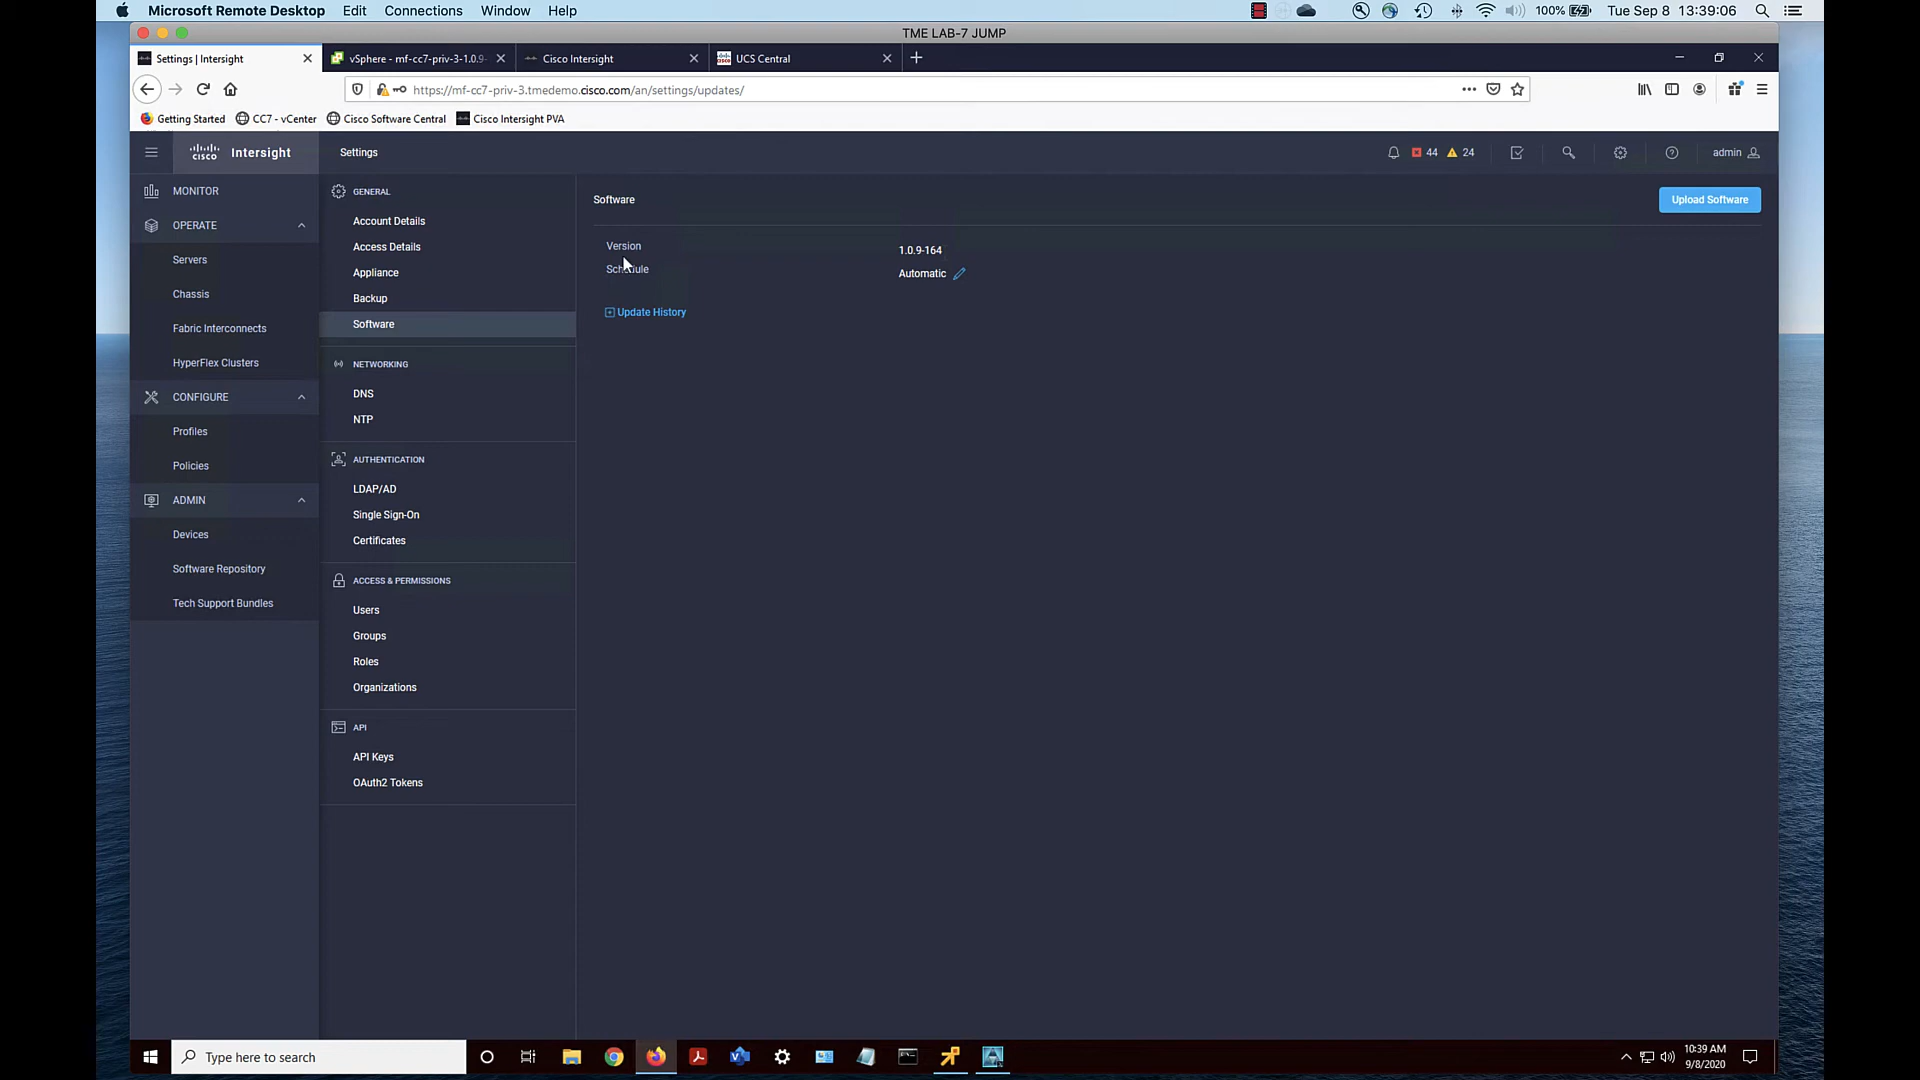 Microsoft Remote Desktop Edit Connections Window Help 100% Tue Sep 8 13:39:06
TME LAB-7 JUMP
Settings | Intersight vSphere - mf-cc7-priv-3-1.0.9- Cisco Intersight UCS Central
https://mf-cc7-priv-3.tmedemo.cisco.com/an/settings/updates/
Getting Started CC7 - vCenter Cisco Software Central Cisco Intersight PVA
cisco Intersight Settings 44 24 admin
MONITOR
OPERATE
Servers
Chassis
Fabric Interconnects
HyperFlex Clusters
CONFIGURE
Profiles
Policies
ADMIN
Devices
Software Repository
Tech Support Bundles
GENERAL
Account Details
Access Details
Appliance
Backup
Software
NETWORKING
DNS
NTP
AUTHENTICATION
LDAP/AD
Single Sign-On
Certificates
ACCESS & PERMISSIONS
Users
Groups
Roles
Organizations
API
API Keys
OAuth2 Tokens
Software Upload Software
Version 1.0.9-164
Schedule Automatic
Update History
Type here to search
10:39 AM
9/8/2020